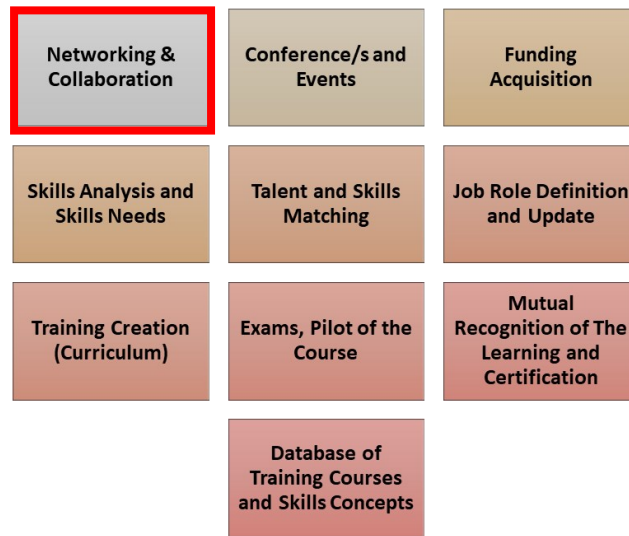 Networking &
Collaboration
Conference/s and
Events
Funding
Acquisition
Skills Analysis and
Skills Needs
Talent and Skills
Matching
Job Role Definition
and Update
Training Creation
(Curriculum)
Exams, Pilot of the
Course
Mutual
Recognition of The
Learning and
Certification
Database of
Training Courses
and Skills Concepts